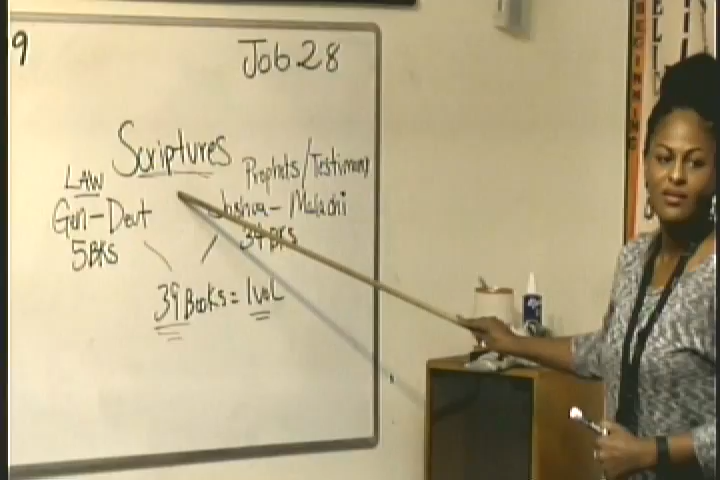 9
Job 28
Scriptures
LAW
Gen-Deut
5 BKS
Prophets/Testimony
Joshua- Malachi
34 BKS
39 Books = 1 vol